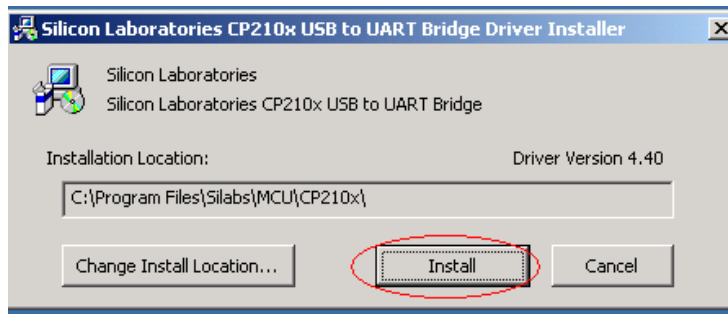 Silicon Laboratories CP210x USB to UART Bridge Driver Installer
Silicon Laboratories
Silicon Laboratories CP210x USB to UART Bridge
Installation Location:
Driver Version 4.40
C:\Program Files\Silabs\MCU\CP210x\
Change Install Location...
Install
Cancel